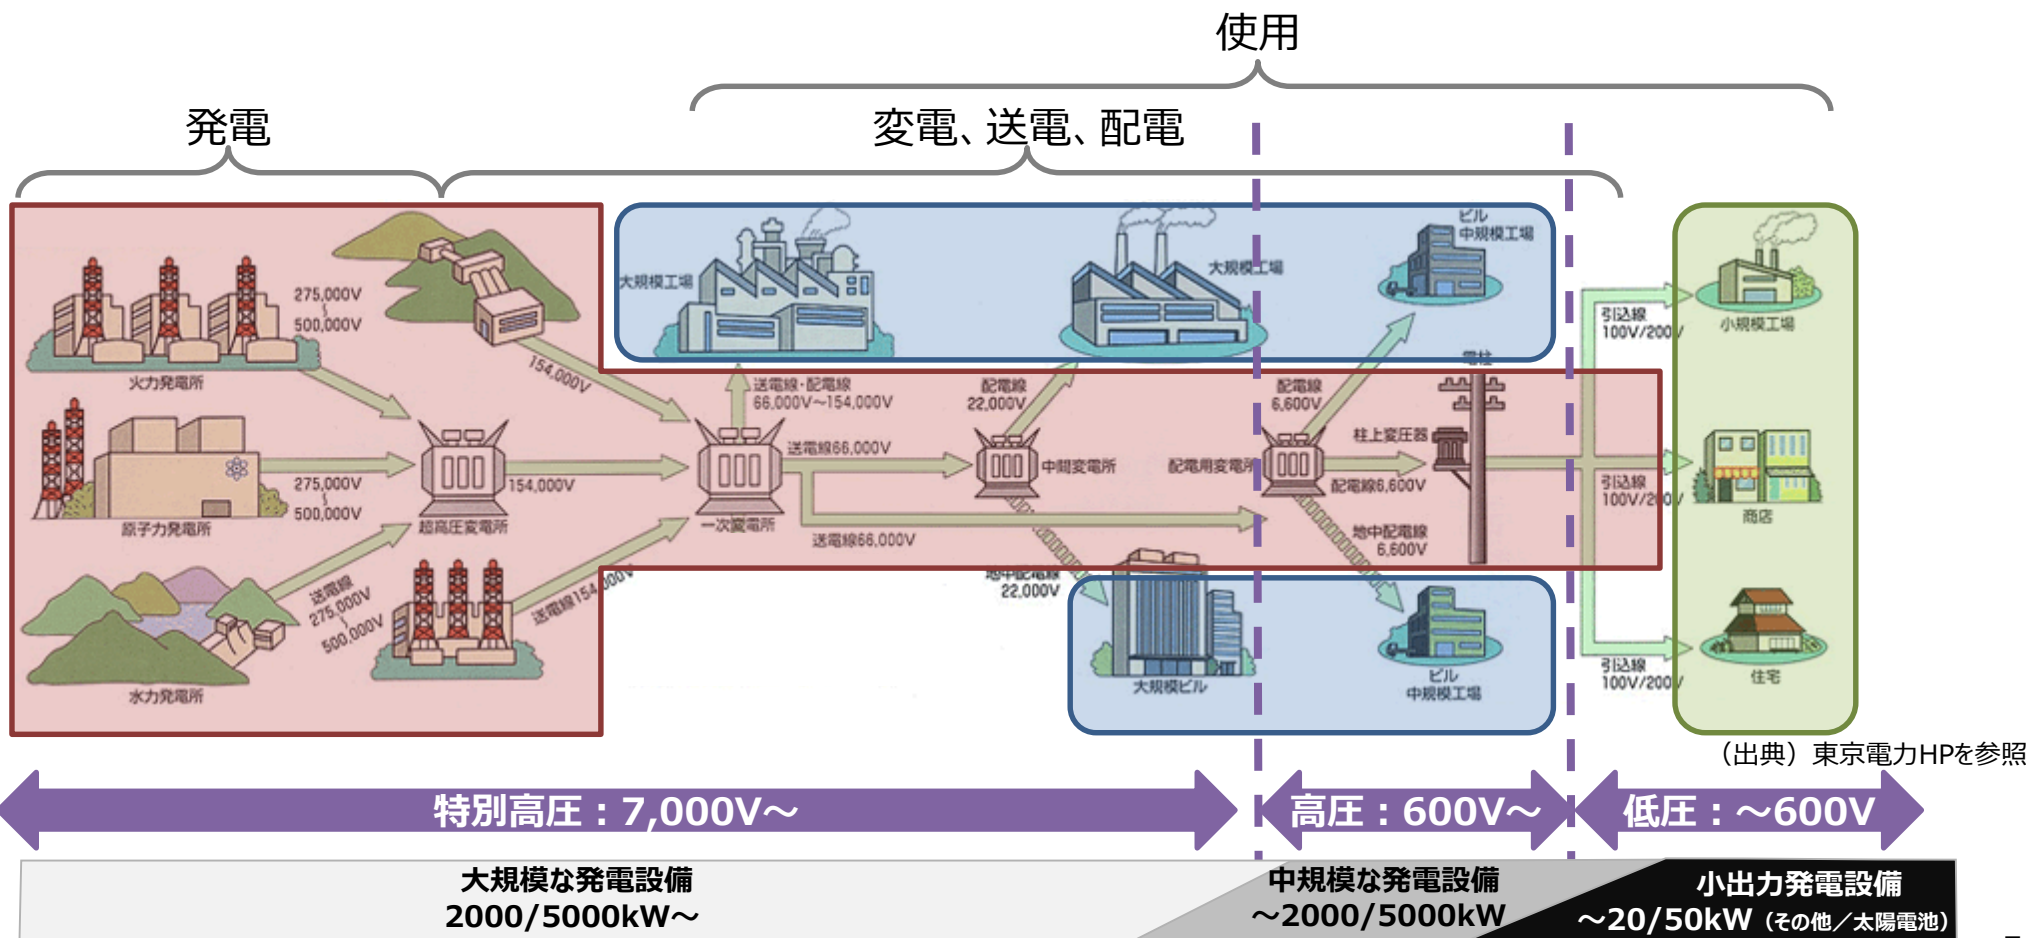 使用
発電
変電、送電、配電
ビル
中規模工場
大規模工場
大規模工場
275,000V
〜
500,000V
154,000V
火力発電所
引込線
100V/200V
小規模工場
電柱
送電線・配電線
66,000V〜154,000V
配電線
22,000V
配電線
6,600V
柱上変圧器
送電線66,000V
中間変電所
配電用変電所
配電線6,600V
275,000V
〜
500,000V
154,000V
原子力発電所
超高圧変電所
一次変電所
送電線66,000V
地中配電線
6,600V
引込線
100V/200V
商店
送電線
275,000V
〜
500,000V
送電線154,000V
地中配電線
22,000V
水力発電所
大規模ビル
ビル
中規模工場
引込線
100V/200V
住宅
（出典）東京電力HPを参照
特別高圧：7,000V～
高圧：600V～
低圧：～600V
大規模な発電設備
2000/5000kW～
中規模な発電設備
～2000/5000kW
小出力発電設備
～20/50kW（その他／太陽電池）